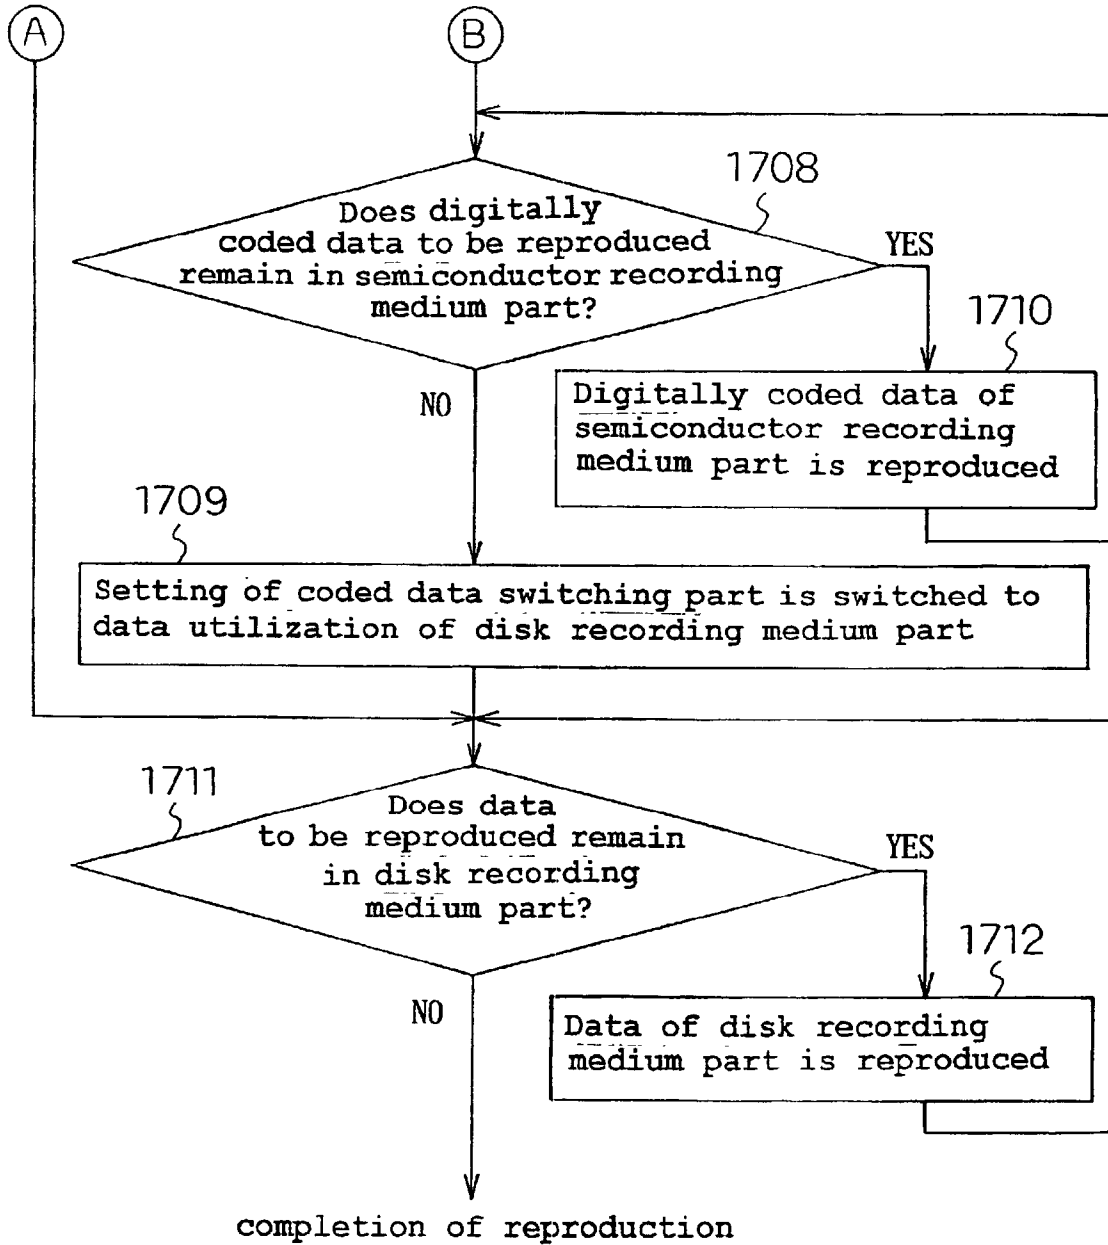 A
B
1708
Does digitally
coded data to be reproduced
remain in semiconductor recording
medium part?
YES
1710
NO
Digitally coded data of
semiconductor recording
medium part is reproduced
1709
Setting of coded data switching part is switched to
data utilization of disk recording medium part
1711
Does data
to be reproduced remain
in disk recording
medium part?
YES
1712
NO
Data of disk recording
medium part is reproduced
completion of reproduction